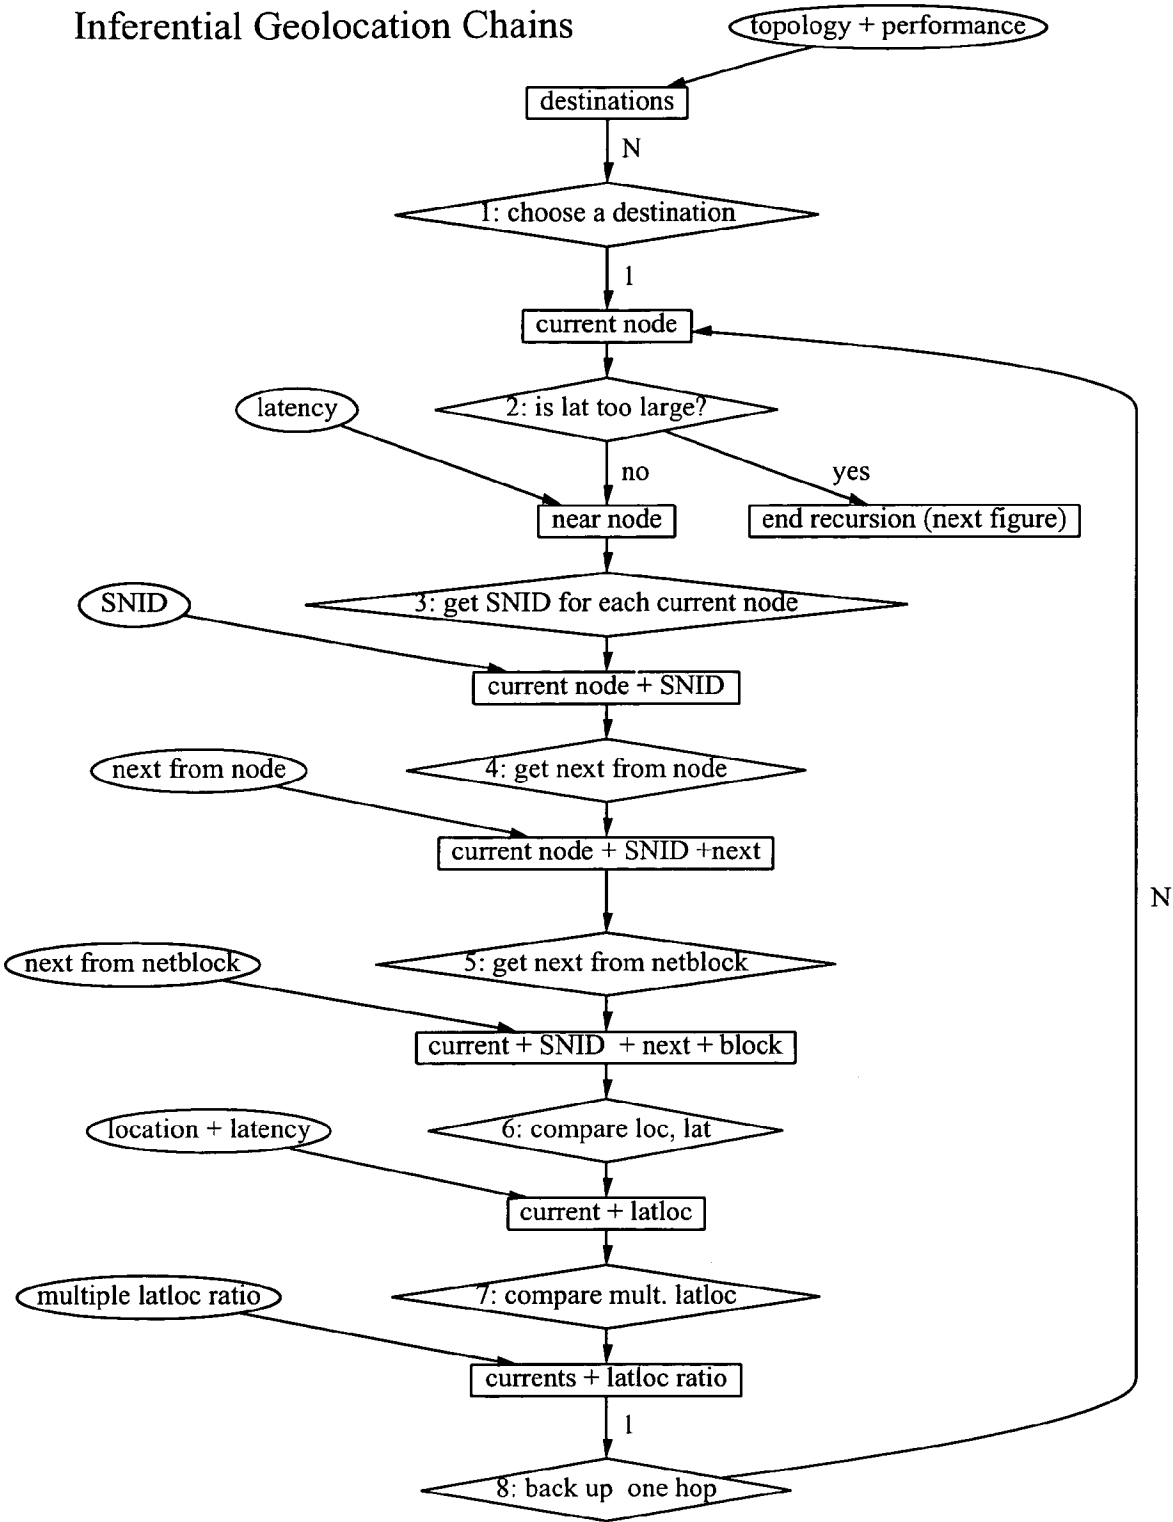 Inferential Geolocation Chains
topology + performance
destinations
N
1: choose a destination
1
current node
2: is lat too large?
latency
no
yes
near node
end recursion (next figure)
3: get SNID for each current node
SNID
current node + SNID
4: get next from node
next from node
current node + SNID +next
N
5: get next from netblock
next from netblock
current + SNID + next + block
6: compare loc, lat
location + latency
current + latloc
7: compare mult. latloc
multiple latloc ratio
currents + latloc ratio
1
8: back up one hop